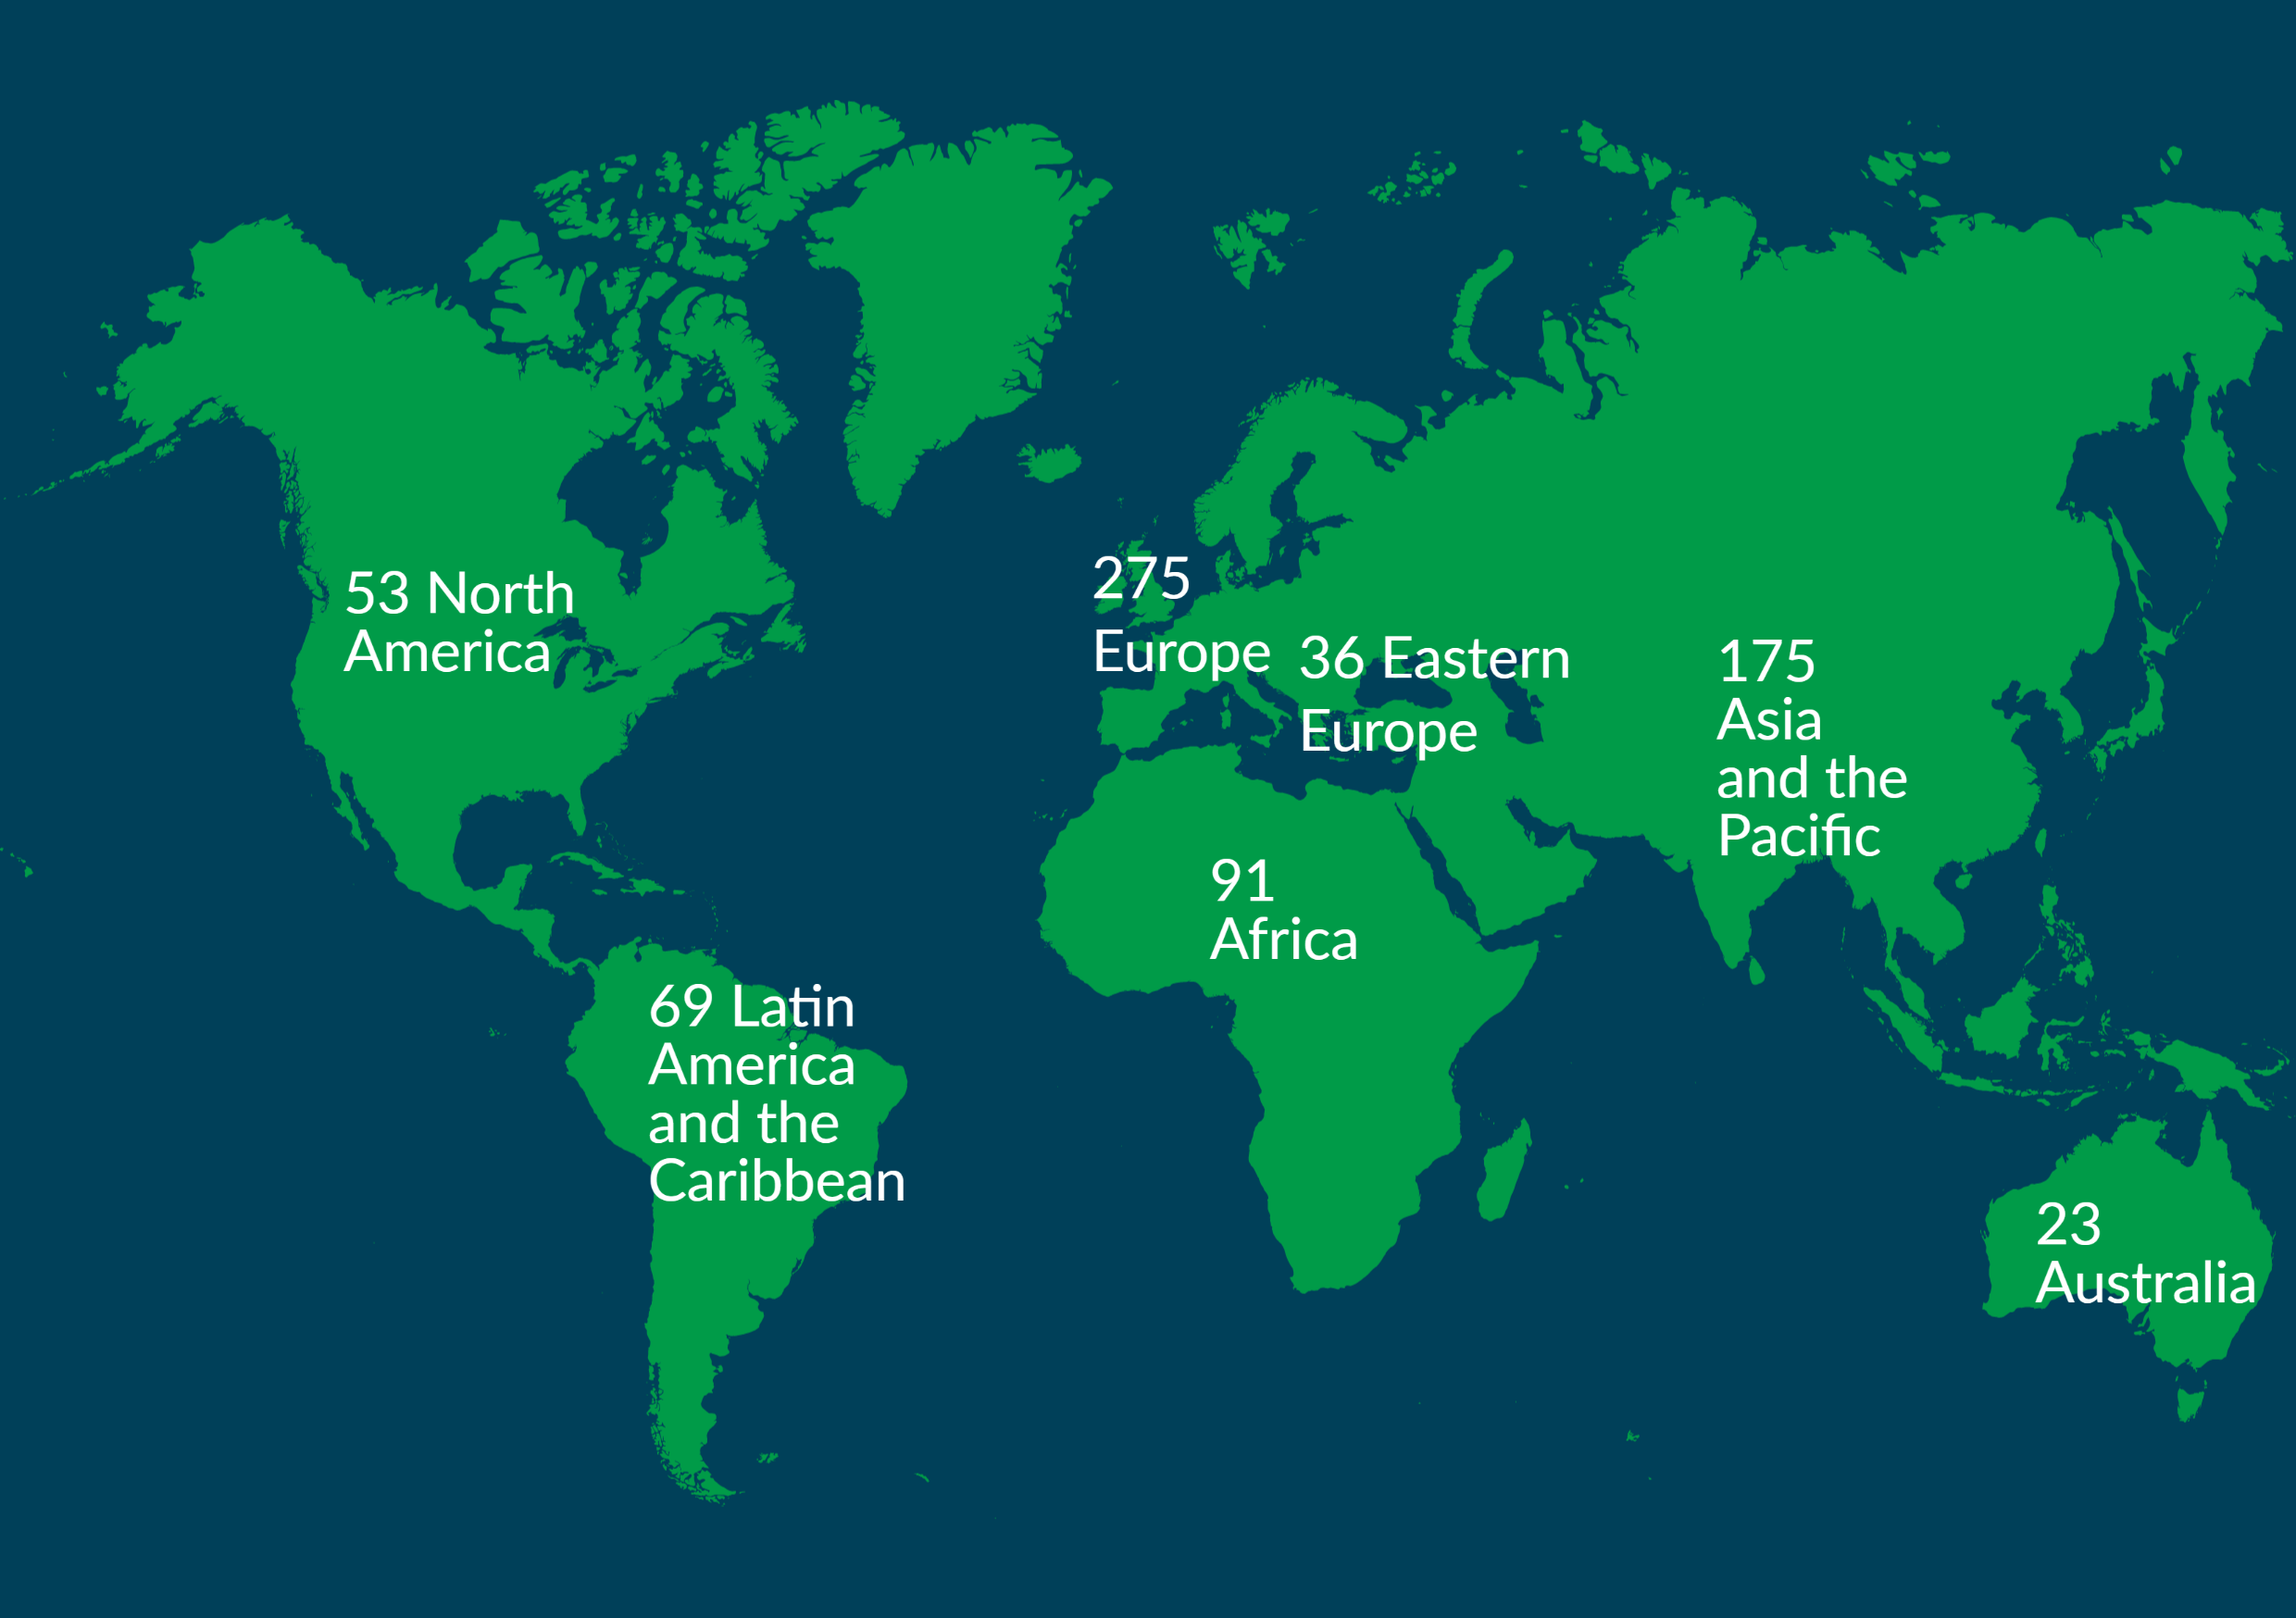 53 North
America
275
Europe
36 Eastern
Europe
175
Asia
and the
Pacific
91
Africa
69 Latin
America
and the
Caribbean
23
Australia